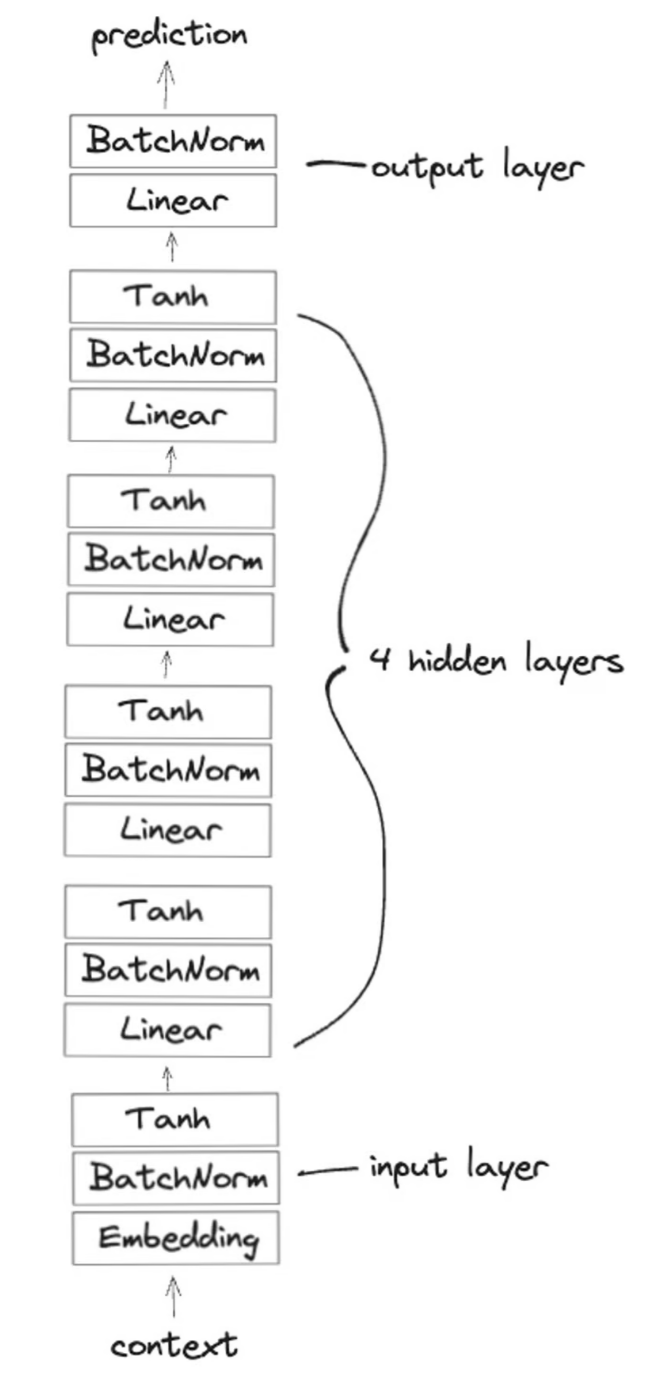 prediction
BatchNorm
output layer
Linear
Tanh
BatchNorm
Linear
Tanh
BatchNorm
Linear
4 hidden layers
Tanh
BatchNorm
Linear
Tanh
BatchNorm
Linear
Tanh
BatchNorm
input layer
Embedding
context